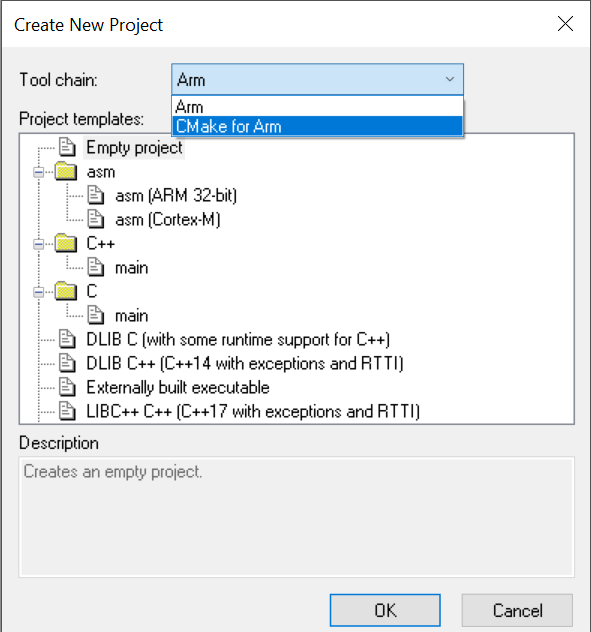 Create New Project
Tool chain:
Arm
Arm
CMake for Arm
Project templates:
Empty project
asm
asm (ARM 32-bit)
asm (Cortex-M)
C++
main
C
main
DLIB C (with some runtime support for C++)
DLIB C++ (C++14 with exceptions and RTTI)
Externally built executable
LIBC++ C++ (C++17 with exceptions and RTTI)
Description
Creates an empty project.
OK
Cancel